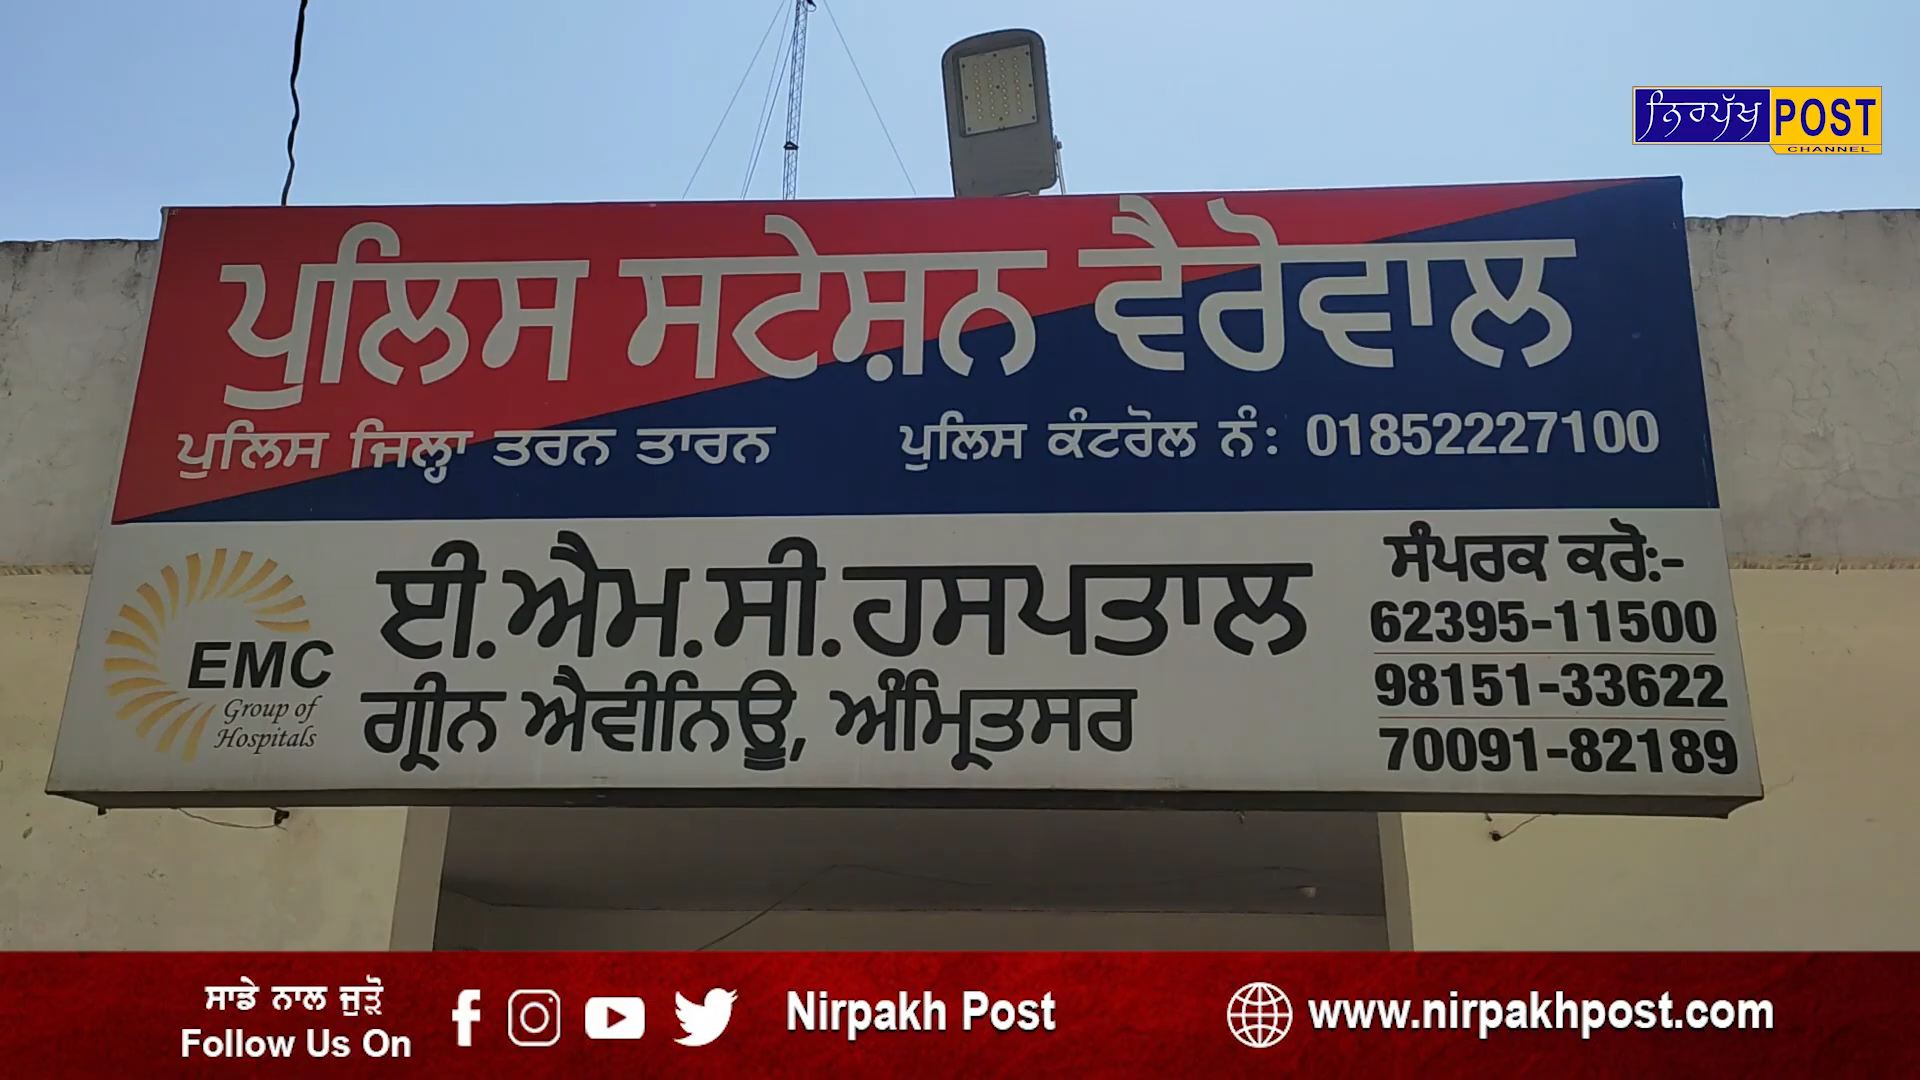 ਨਿਰਪੱਖ POST
CHANNEL
ਪੁਲਿਸ ਸਟੇਸ਼ਨ ਵੈਰੋਵਾਲ
ਪੁਲਿਸ ਜਿਲ੍ਹਾ ਤਰਨ ਤਾਰਨ ਪੁਲਿਸ ਕੰਟਰੋਲ ਨੰ: 01852227100
EMC
Group of
Hospitals
ਈ.ਐਮ.ਸੀ.ਹਸਪਤਾਲ
ਗ੍ਰੀਨ ਐਵੀਨਿਊ, ਅੰਮ੍ਰਿਤਸਰ
ਸੰਪਰਕ ਕਰੋ:-
62395-11500
98151-33622
70091-82189
ਸਾਡੇ ਨਾਲ ਜੁੜੋ
Follow Us On
Nirpakh Post
www.nirpakhpost.com